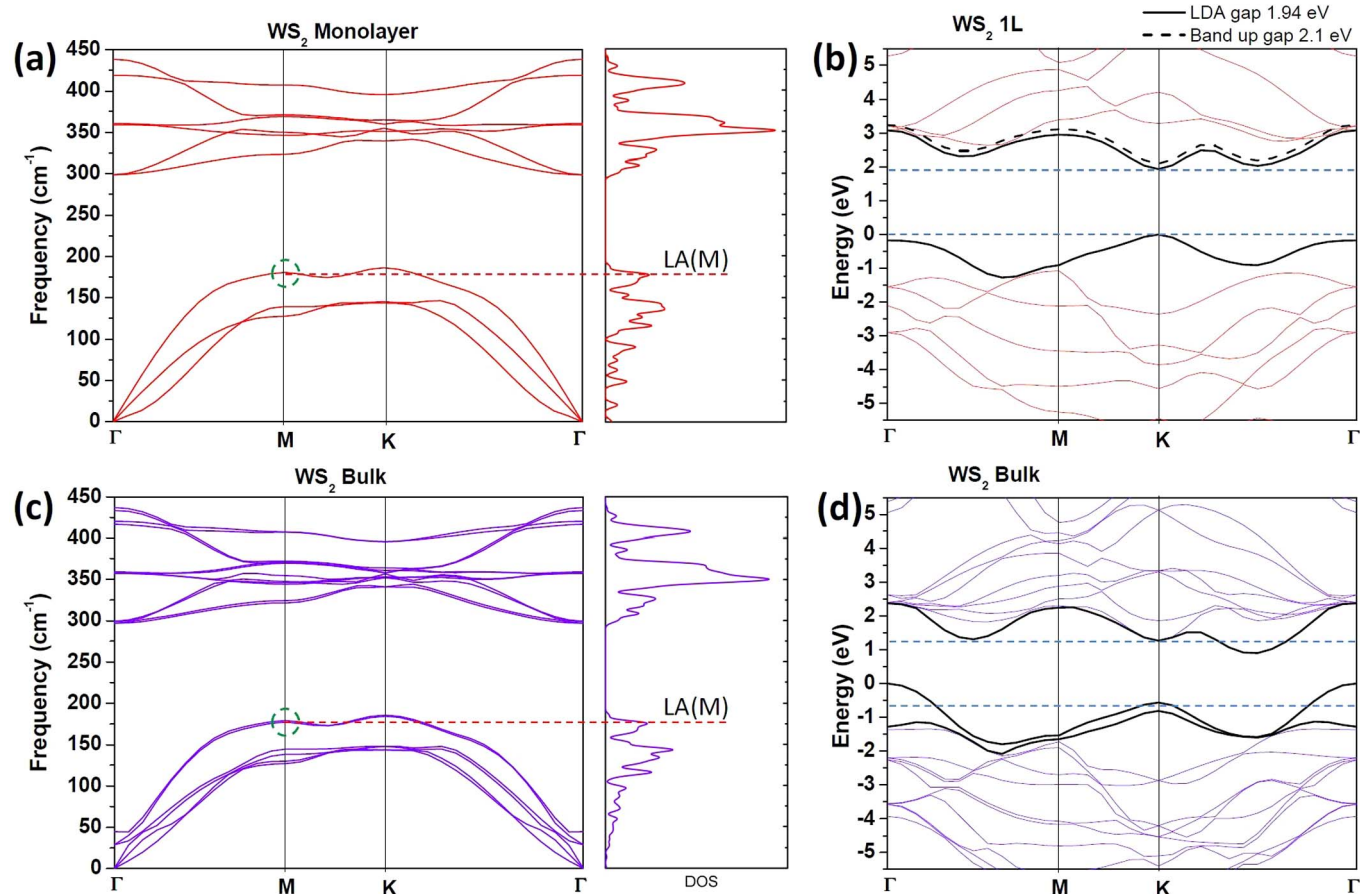 (a)
WS2 Monolayer
Frequency (cm-1)
450
400
350
300
250
200
150
100
50
0
Γ
M
K
Γ
LA(M)
(b)
WS2 1L
LDA gap 1.94 eV
Band up gap 2.1 eV
Energy (eV)
5
4
3
2
1
0
-1
-2
-3
-4
-5
Γ
M
K
Γ
(c)
WS2 Bulk
Frequency (cm-1)
450
400
350
300
250
200
150
100
50
0
Γ
M
K
Γ
LA(M)
DOS
(d)
WS2 Bulk
Energy (eV)
5
4
3
2
1
0
-1
-2
-3
-4
-5
Γ
M
K
Γ